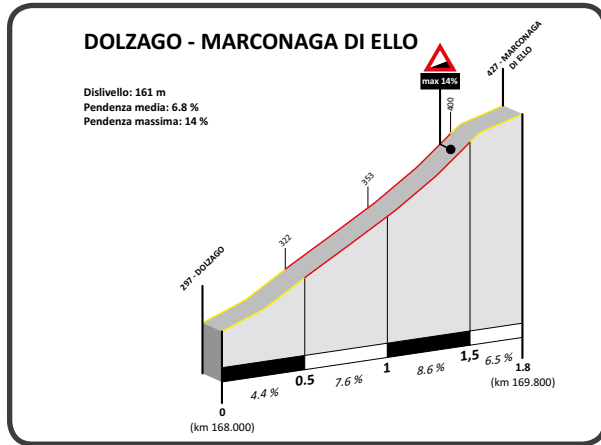 DOLZAGO - MARCONAGA DI ELLO
Dislivello: 161 m
Pendenza media: 6.8 %
Pendenza massima: 14 %
max 14%
297 - DOLZAGO
322
353
400
427 - MARCONAGA
DI ELLO
0
(km 168.000)
4.4 %
0.5
7.6 %
1
8.6 %
1,5
6.5 %
1.8
(km 169.800)